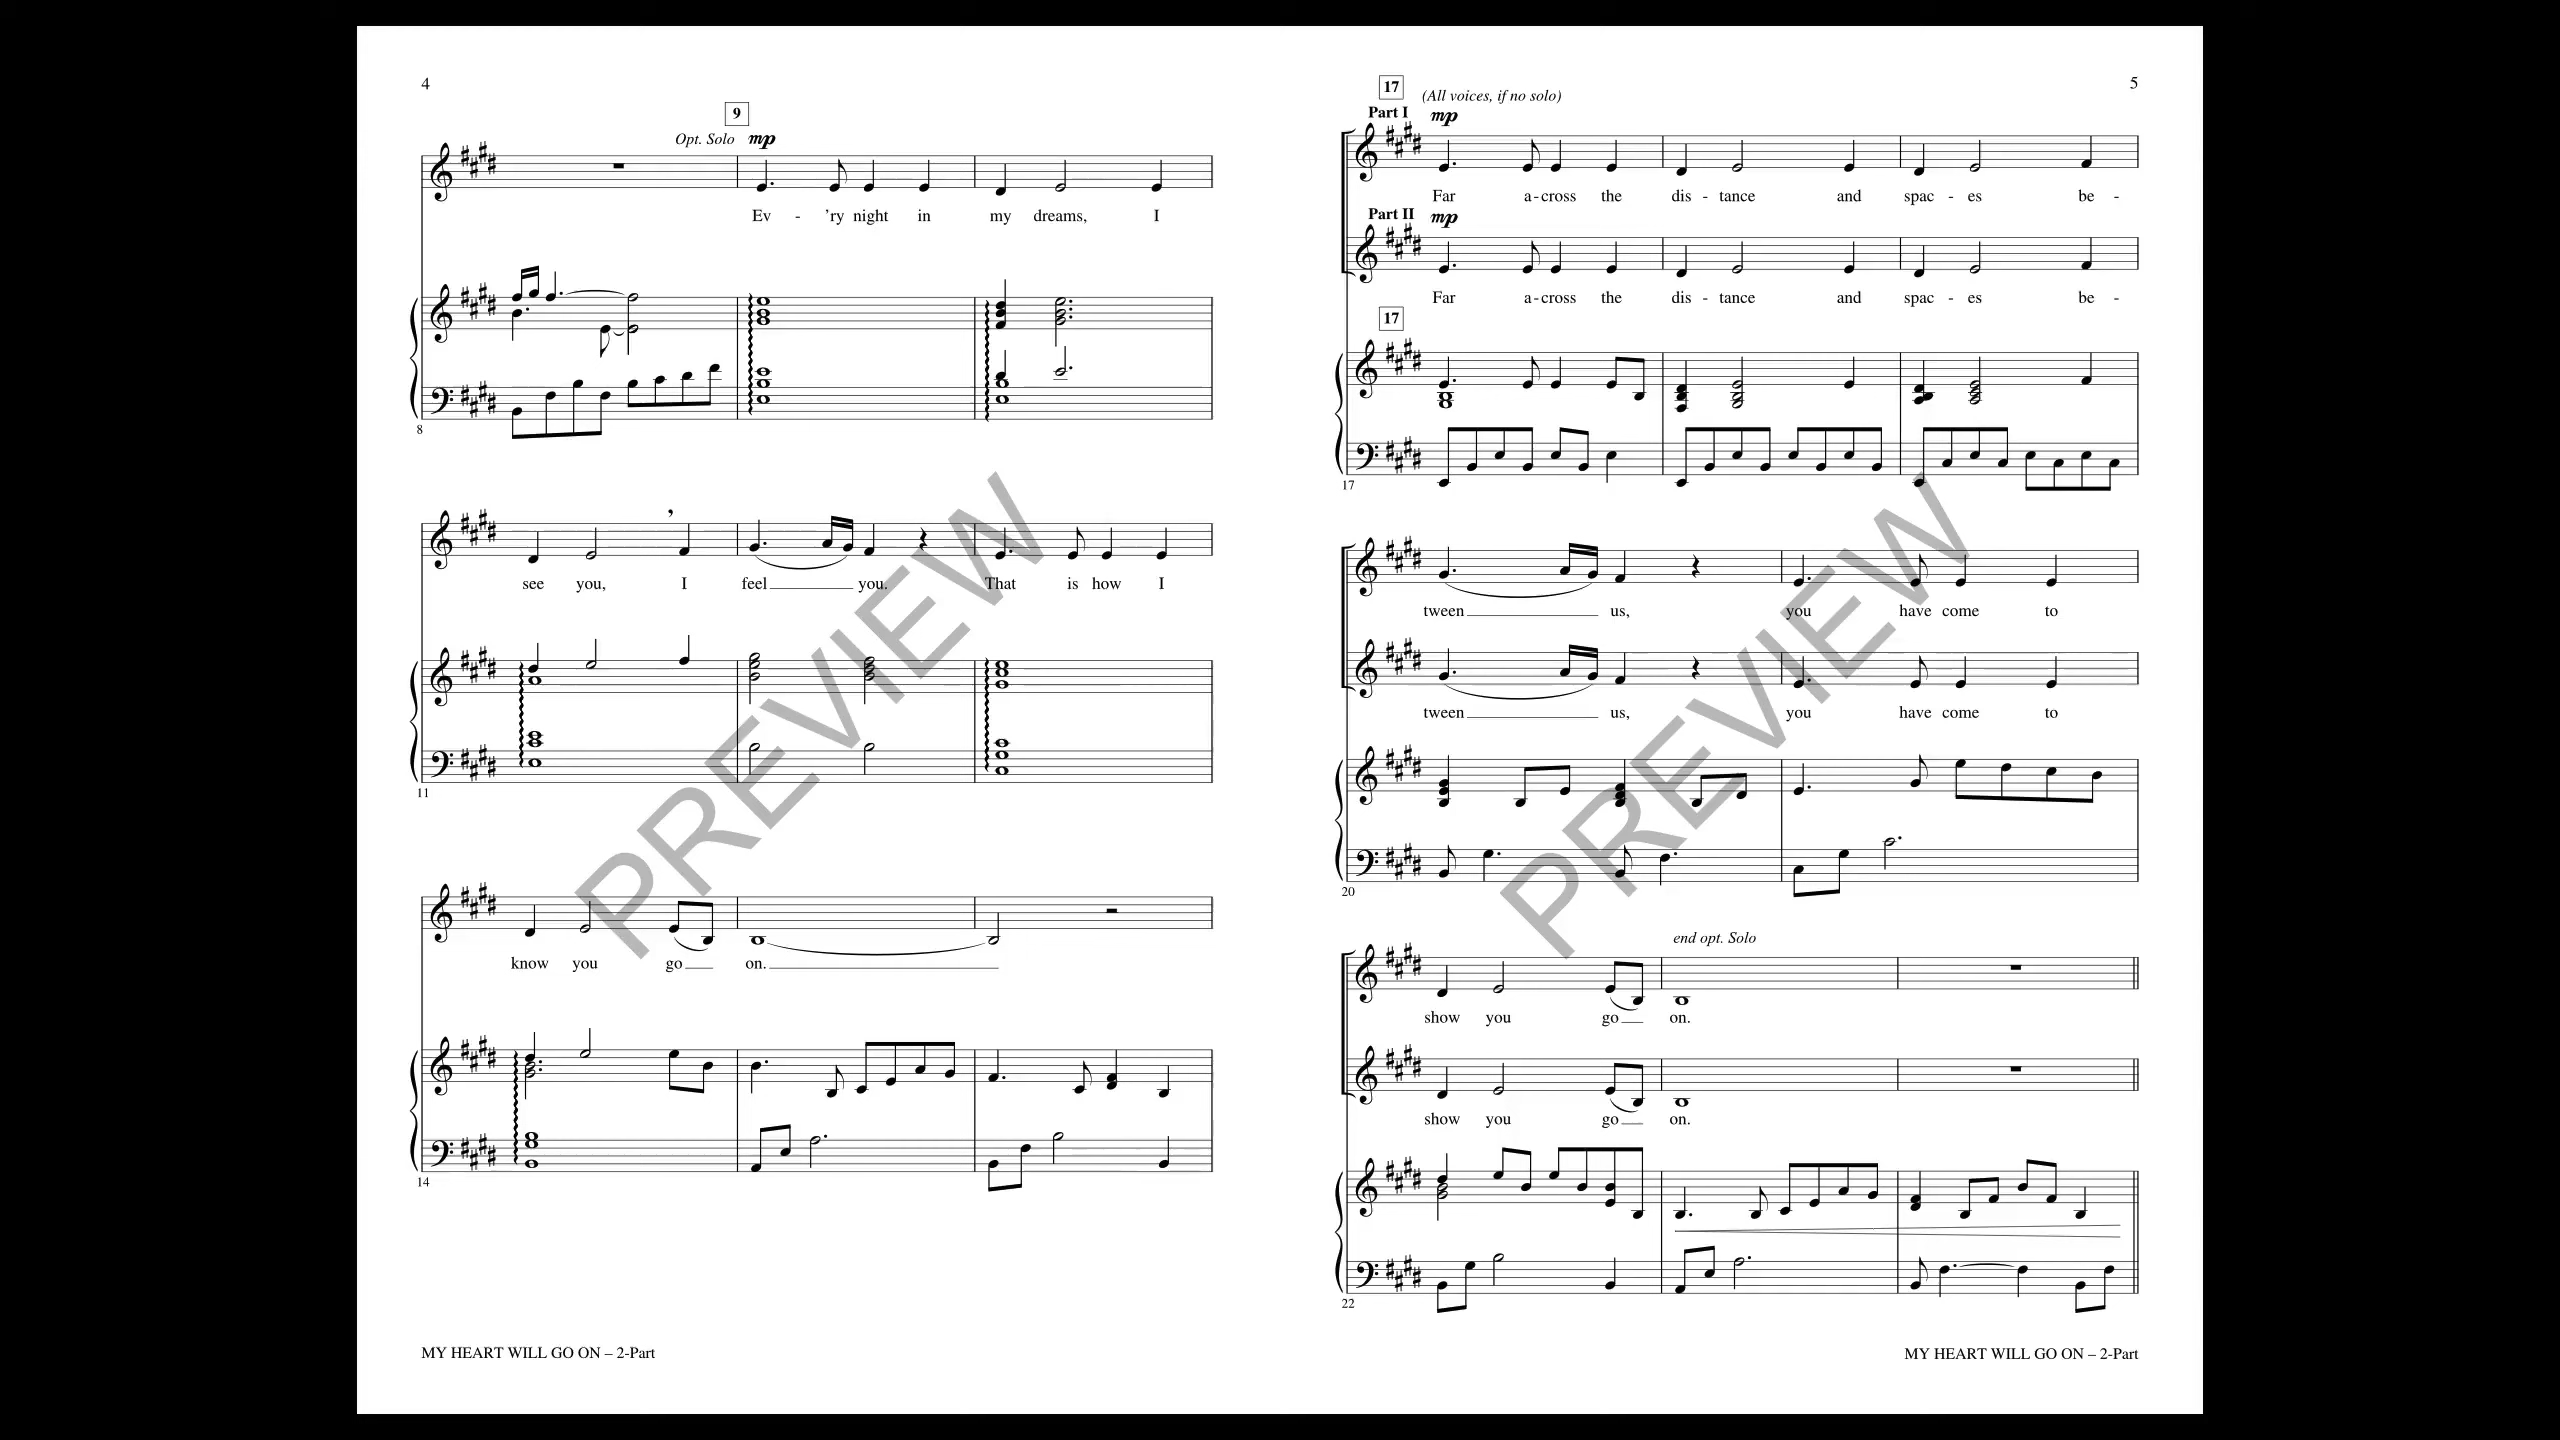 4
9
Opt. Solo mp
Ev - 'ry night in my dreams, I
8
see you, I feel you. That is how I
11
know you go on.
14
PREVIEW
MY HEART WILL GO ON – 2-Part
5
17
(All voices, if no solo)
Part I mp
Far a - cross the dis - tance and spac - es be -
Part II mp
Far a - cross the dis - tance and spac - es be -
17
17
tween us, you have come to
tween us, you have come to
20
end opt. Solo
show you go on.
show you go on.
22
PREVIEW
MY HEART WILL GO ON – 2-Part